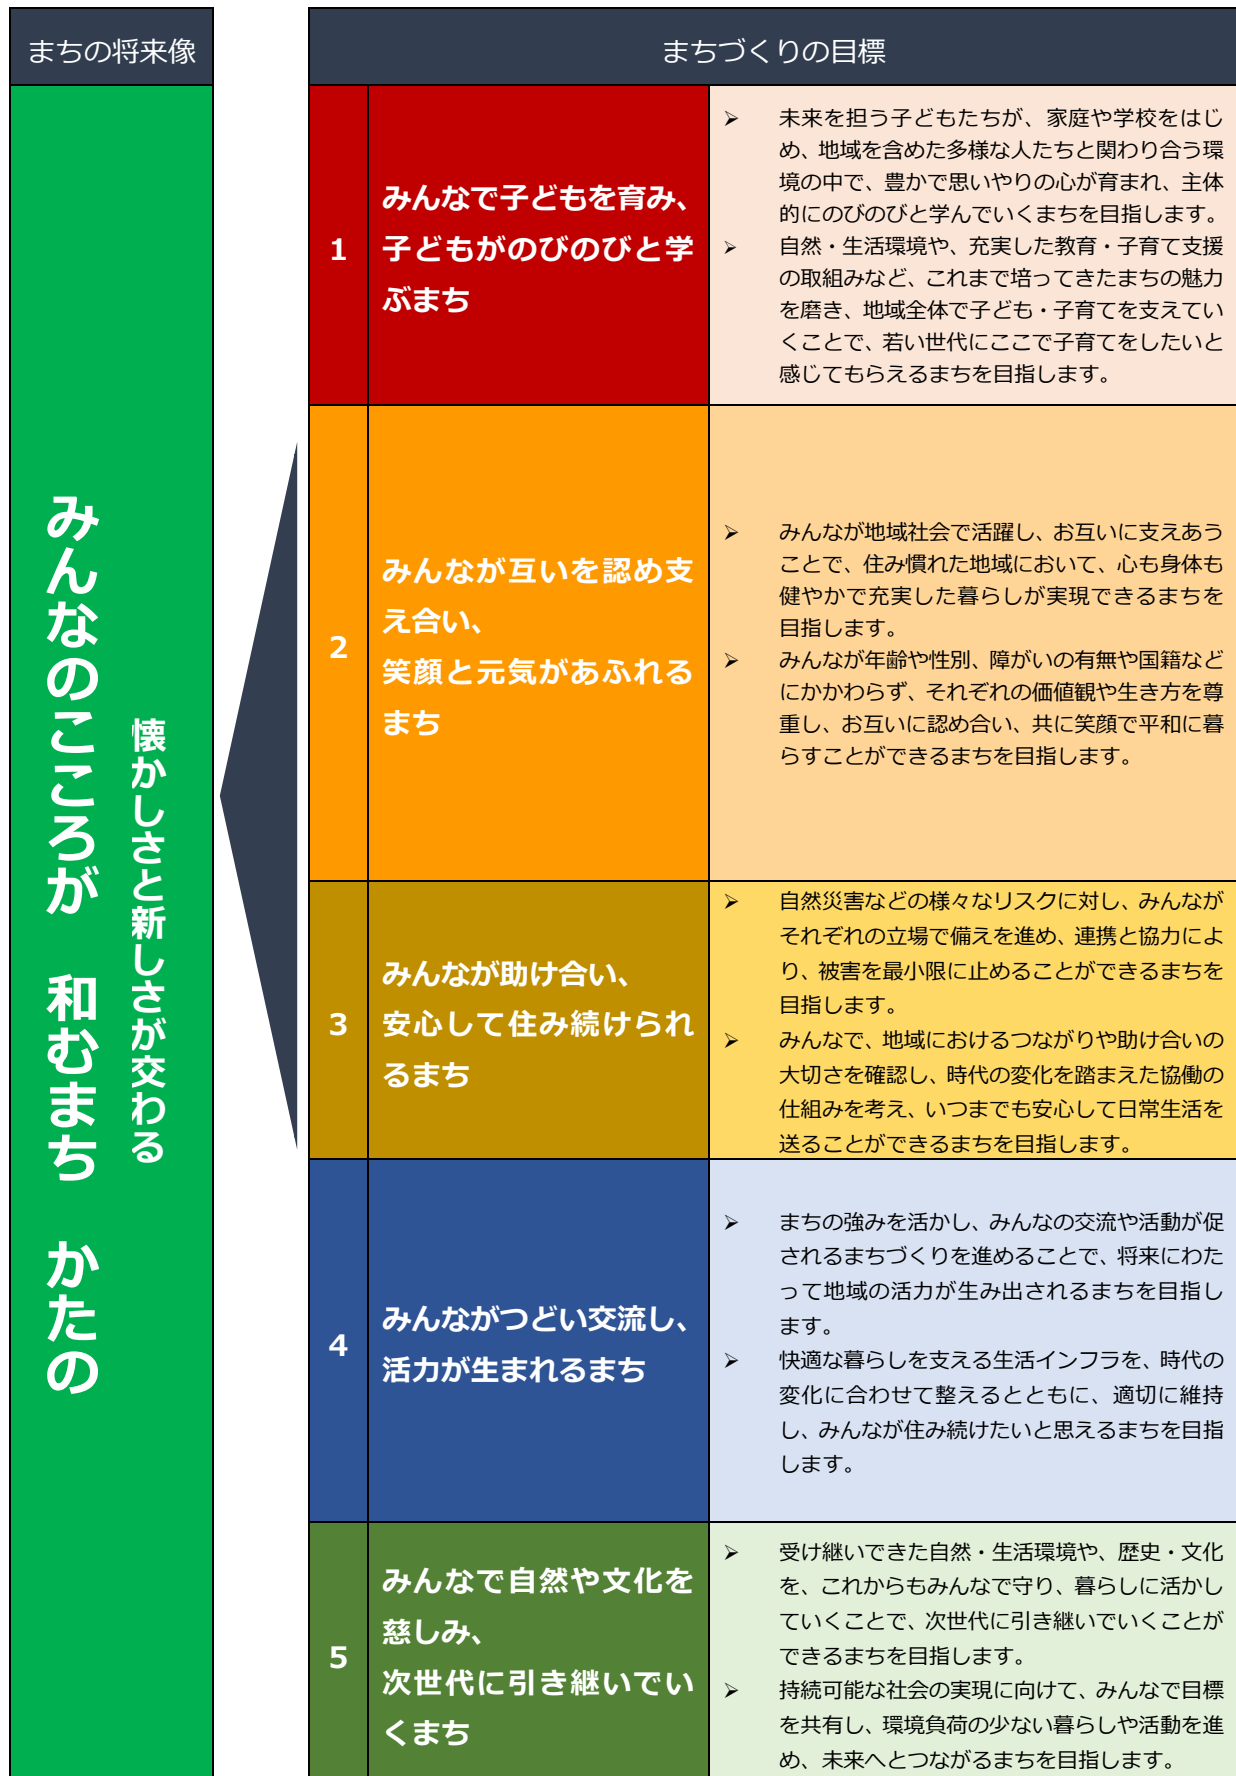 まちの将来像
懐かしさと新しさが交わる
みんなのこころが　和むまち　かたの
まちづくりの目標
1
みんなで子どもを育み、
子どもがのびのびと学
ぶまち
➢ 未来を担う子どもたちが、家庭や学校をはじ
め、地域を含めた多様な人たちと関わり合う環
境の中で、豊かで思いやりの心が育まれ、主体
的にのびのびと学んでいくまちを目指します。
➢ 自然・生活環境や、充実した教育・子育て支援
の取組みなど、これまで培ってきたまちの魅力
を磨き、地域全体で子ども・子育てを支えてい
くことで、若い世代にここで子育てをしたいと
感じてもらえるまちを目指します。
2
みんなが互いを認め支
え合い、
笑顔と元気があふれる
まち
➢ みんなが地域社会で活躍し、お互いに支えあう
ことで、住み慣れた地域において、心も身体も
健やかで充実した暮らしが実現できるまちを
目指します。
➢ みんなが年齢や性別、障がいの有無や国籍など
にかかわらず、それぞれの価値観や生き方を尊
重し、お互いに認め合い、共に笑顔で平和に暮
らすことができるまちを目指します。
3
みんなが助け合い、
安心して住み続けられ
るまち
➢ 自然災害などの様々なリスクに対し、みんなが
それぞれの立場で備えを進め、連携と協力によ
り、被害を最小限に止めることができるまちを
目指します。
➢ みんなで、地域におけるつながりや助け合いの
大切さを確認し、時代の変化を踏まえた協働の
仕組みを考え、いつまでも安心して日常生活を
送ることができるまちを目指します。
4
みんながつどい交流し、
活力が生まれるまち
➢ まちの強みを活かし、みんなの交流や活動が促
されるまちづくりを進めることで、将来にわた
って地域の活力が生み出されるまちを目指し
ます。
➢ 快適な暮らしを支える生活インフラを、時代の
変化に合わせて整えるとともに、適切に維持
し、みんなが住み続けたいと思えるまちを目指
します。
5
みんなで自然や文化を
慈しみ、
次世代に引き継いでい
くまち
➢ 受け継いできた自然・生活環境や、歴史・文化
を、これからもみんなで守り、暮らしに活かし
ていくことで、次世代に引き継いでいくことが
できるまちを目指します。
➢ 持続可能な社会の実現に向けて、みんなで目標
を共有し、環境負荷の少ない暮らしや活動を進
め、未来へとつながるまちを目指します。